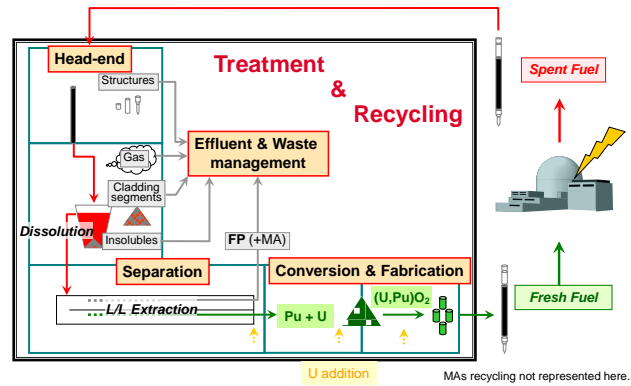 Head-end
Structures
Treatment
&
Recycling
Spent Fuel
Effluent & Waste
management
Gas
Cladding
segments
Dissolution
Insolubles
FP (+MA)
Separation
Conversion & Fabrication
L/L Extraction
Pu + U
(U,Pu)O₂
Fresh Fuel
U addition
MAs recycling not represented here.